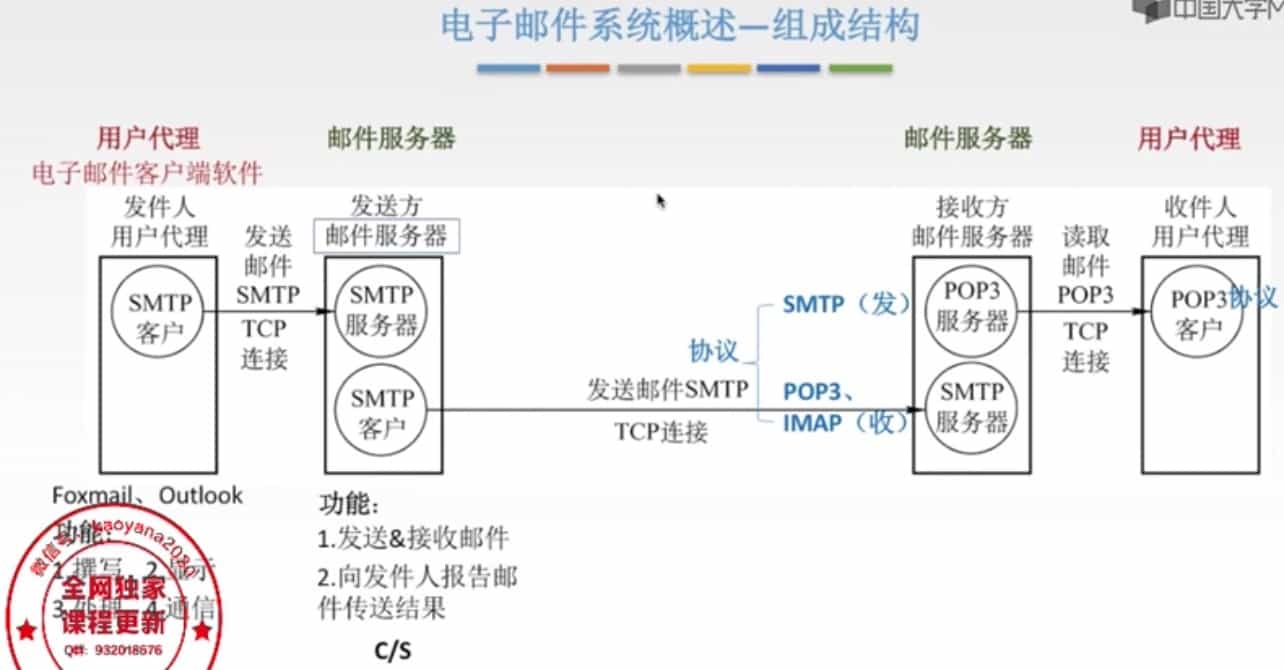 中国大学M
电子邮件系统概述—组成结构
用户代理
邮件服务器
邮件服务器
用户代理
电子邮件客户端软件
发件人
用户代理
发送
邮件
SMTP
TCP
连接
发送方
邮件服务器
接收方
邮件服务器
读取
邮件
POP3
TCP
连接
收件人
用户代理
SMTP
客户
SMTP
服务器
SMTP
客户
发送邮件SMTP
TCP连接
协议
SMTP（发）
POP3、
IMAP（收）
POP3
服务器
SMTP
服务器
POP3
客户
协议
Foxmail、Outlook
功能：
1.撰写 2.显示
3.处理 4.通信
功能：
1.发送&接收邮件
2.向发件人报告邮
件传送结果
C/S
全网独家
课程更新
Q群: 932018676